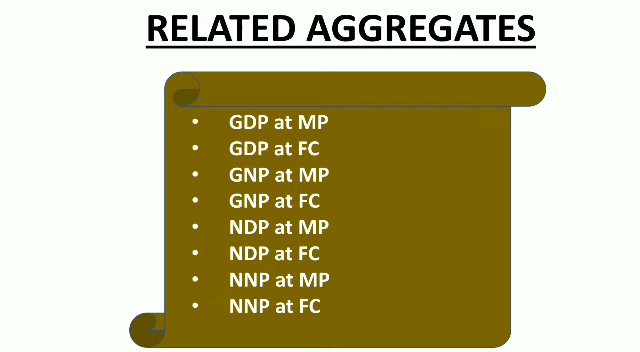 RELATED AGGREGATES
• GDP at MP
• GDP at FC
• GNP at MP
• GNP at FC
• NDP at MP
• NDP at FC
• NNP at MP
• NNP at FC